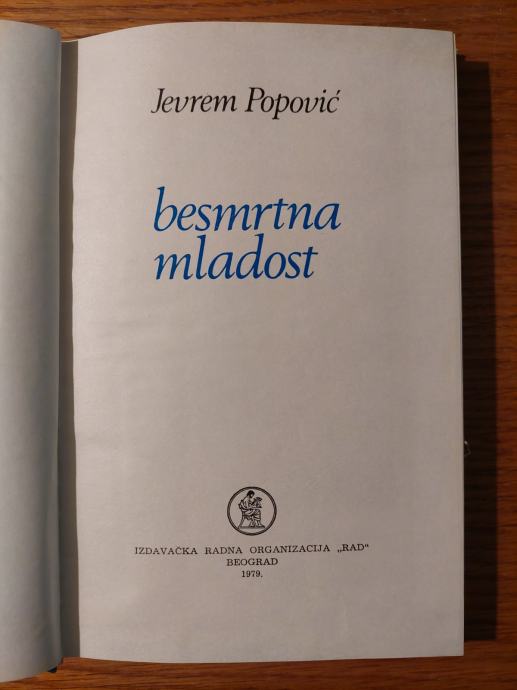 Jevrem Popović
besmrtna
mladost
IZDAVAČKA RADNA ORGANIZACIJA „RAD“
BEOGRAD
1979.